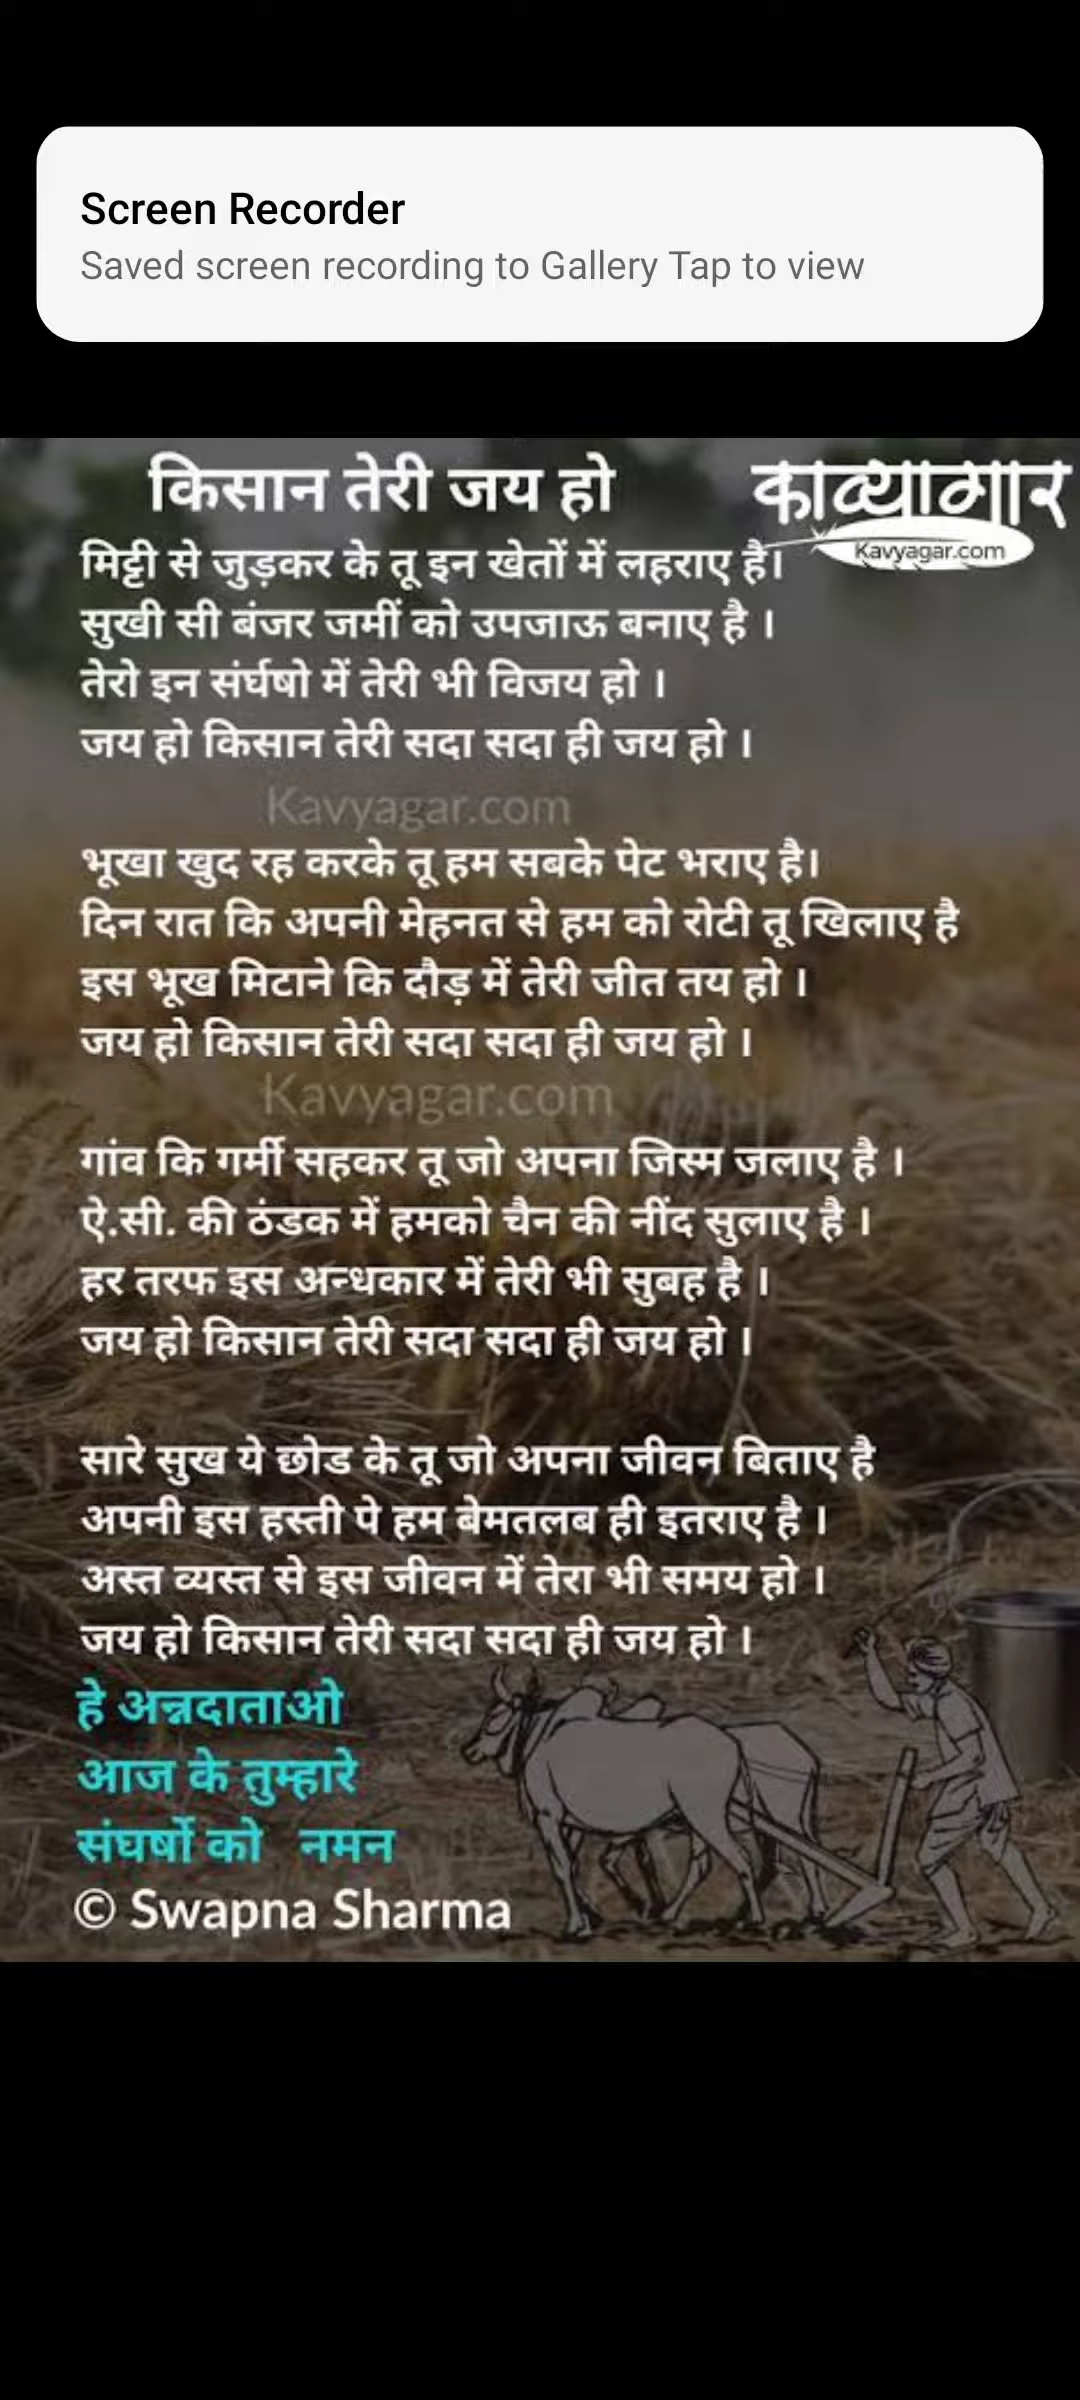 Screen Recorder
Saved screen recording to Gallery Tap to view
किसान तेरी जय हो
काव्यागार
Kavyagar.com
मिट्टी से जुड़कर के तू इन खेतों में लहराए है।
सुखी सी बंजर जमीं को उपजाऊ बनाए है ।
तेरो इन संर्घषो में तेरी भी विजय हो ।
जय हो किसान तेरी सदा सदा ही जय हो ।
Kavyagar.com
भूखा खुद रह करके तू हम सबके पेट भराए है।
दिन रात कि अपनी मेहनत से हम को रोटी तू खिलाए है
इस भूख मिटाने कि दौड़ में तेरी जीत तय हो ।
जय हो किसान तेरी सदा सदा ही जय हो ।
Kavyagar.com
गांव कि गर्मी सहकर तू जो अपना जिस्म जलाए है ।
ऐ.सी. की ठंडक में हमको चैन की नींद सुलाए है ।
हर तरफ इस अन्धकार में तेरी भी सुबह है ।
जय हो किसान तेरी सदा सदा ही जय हो ।
सारे सुख ये छोड के तू जो अपना जीवन बिताए है
अपनी इस हस्ती पे हम बेमतलब ही इतराए है ।
अस्त व्यस्त से इस जीवन में तेरा भी समय हो ।
जय हो किसान तेरी सदा सदा ही जय हो ।
हे अन्नदाताओ
आज के तुम्हारे
संघर्षो को नमन
© Swapna Sharma